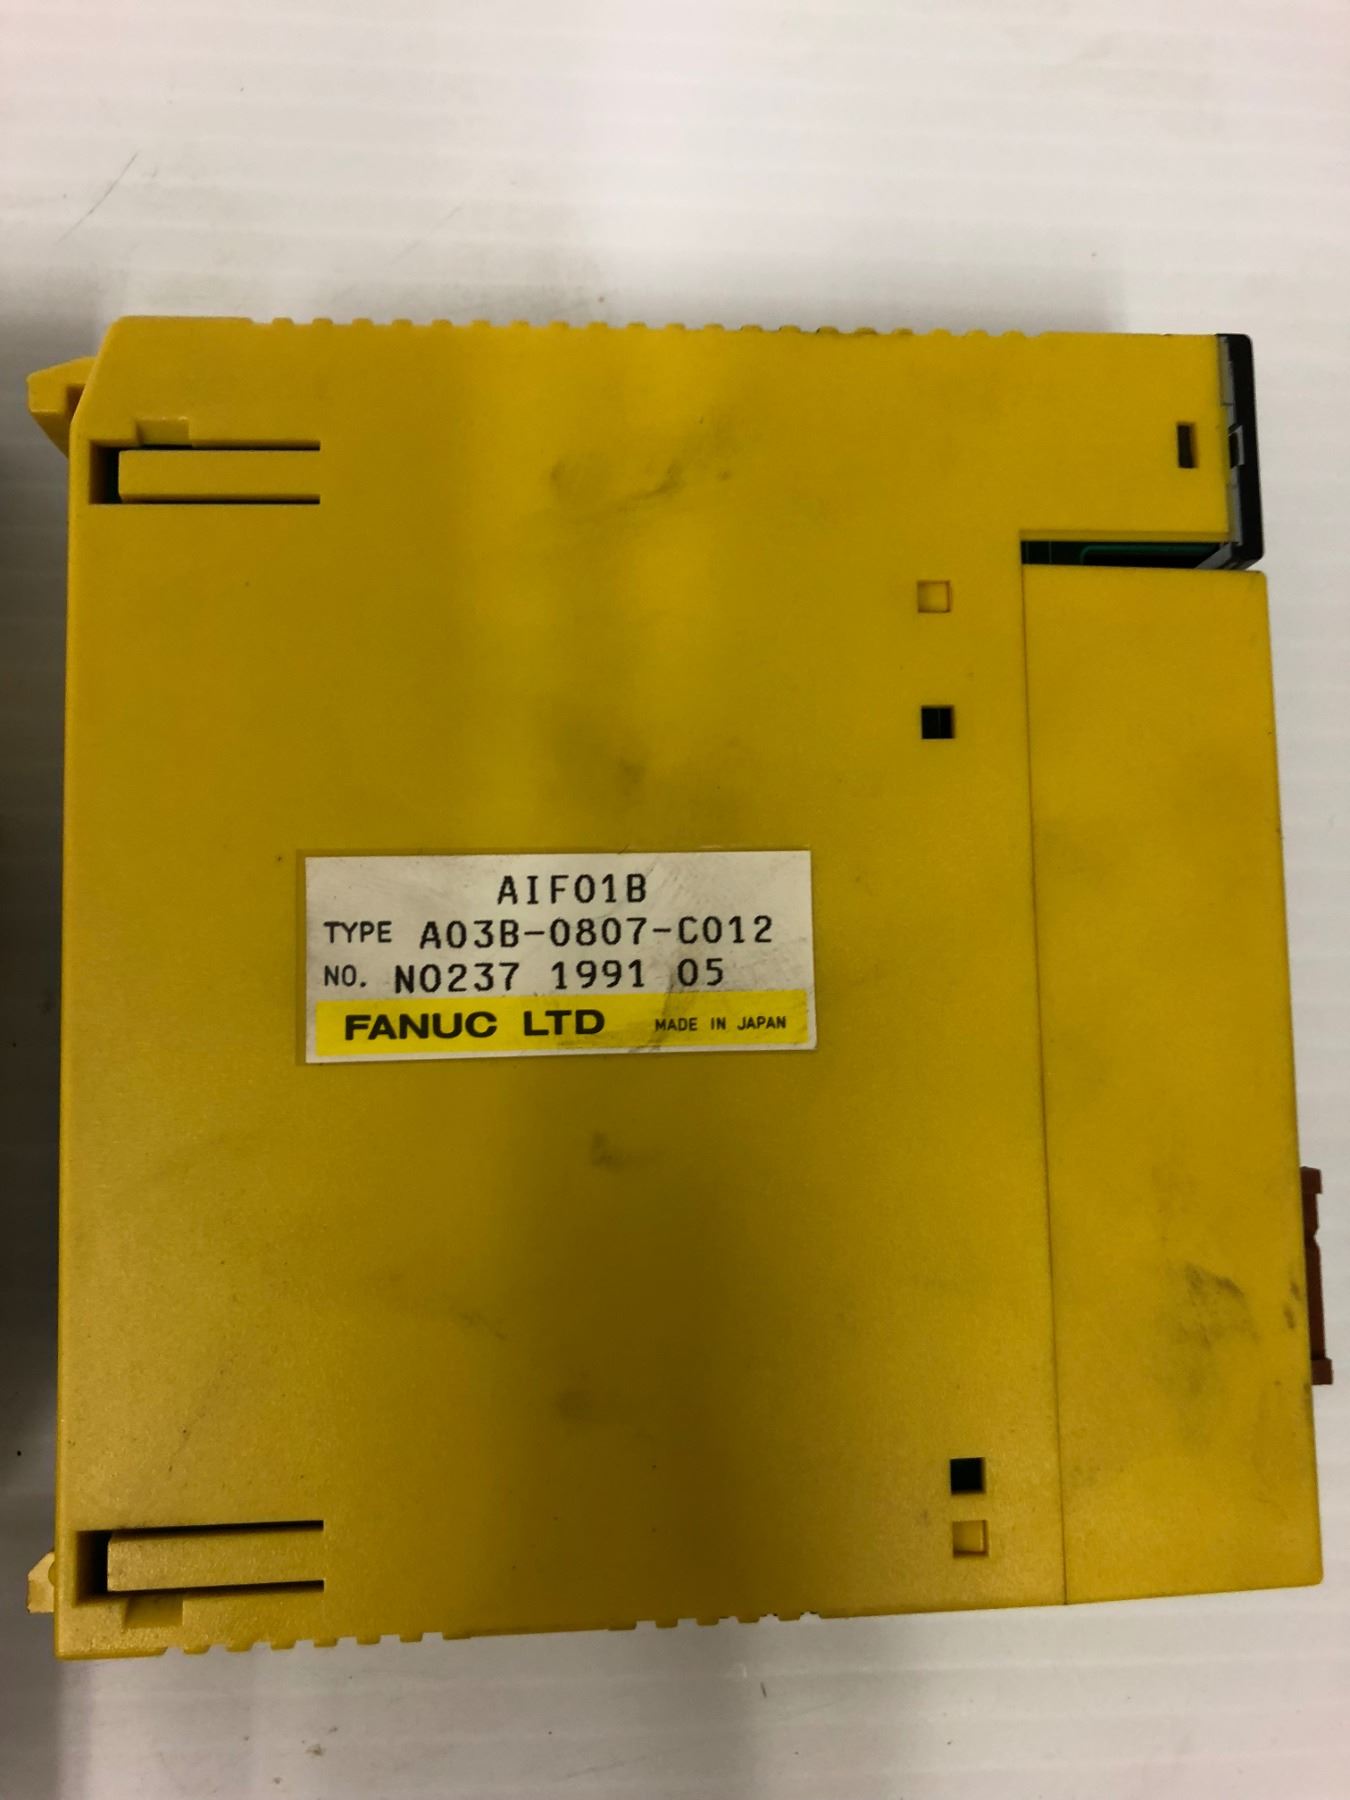 AIF01B
TYPE A03B-0807-C012
NO. N0237 1991 05
FANUC LTD MADE IN JAPAN